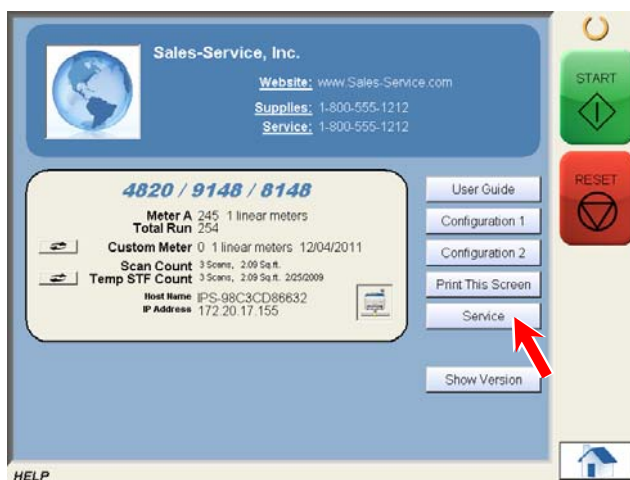 Sales-Service, Inc.
Website: www.Sales-Service.com
Supplies: 1-800-555-1212
Service: 1-800-555-1212
START
RESET
4820 / 9148 / 8148
Meter A 245 1 linear meters
Total Run 254
Custom Meter 0 1 linear meters 12/04/2011
Scan Count 3 Scans, 2.09 Sq.ft.
Temp STF Count 3 Scans, 2.09 Sq.ft. 2/25/2009
Host Name IPS-98C3CD86632
IP Address 172.20.17.155
User Guide
Configuration 1
Configuration 2
Print This Screen
Service
Show Version
HELP